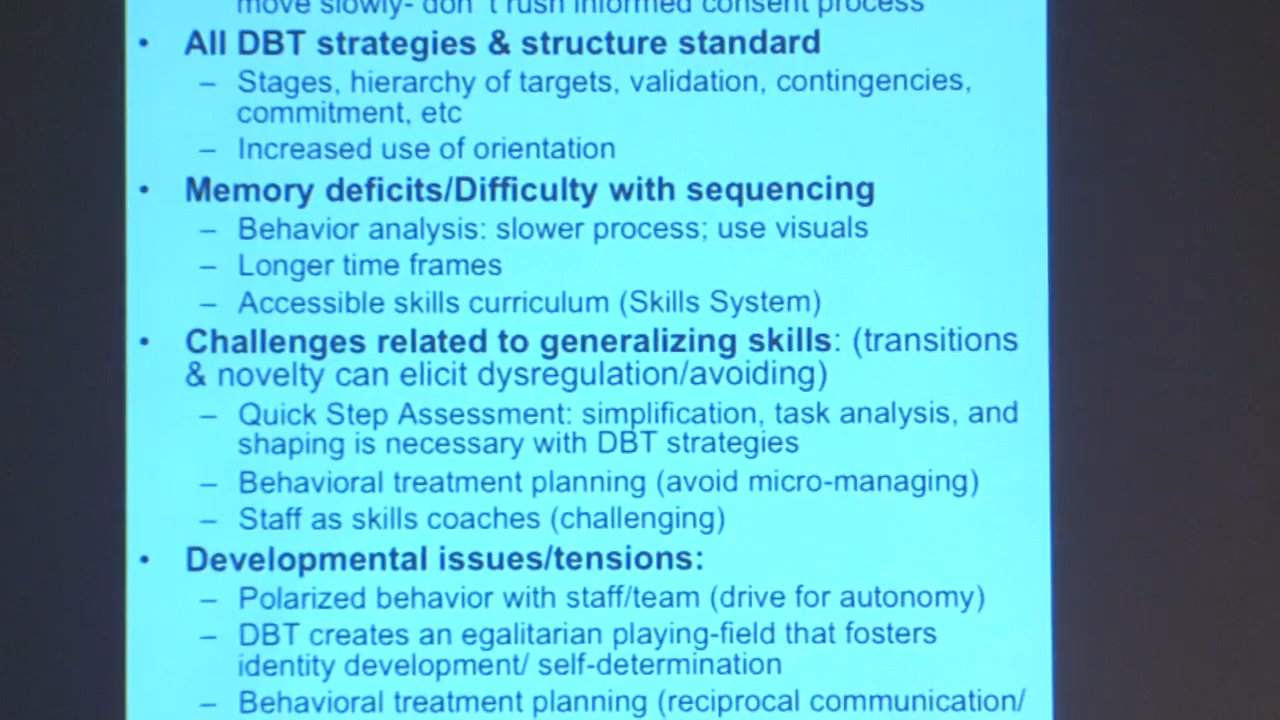 move slowly- don't rush informed consent process
• All DBT strategies & structure standard
– Stages, hierarchy of targets, validation, contingencies,
commitment, etc
– Increased use of orientation
• Memory deficits/Difficulty with sequencing
– Behavior analysis: slower process; use visuals
– Longer time frames
– Accessible skills curriculum (Skills System)
• Challenges related to generalizing skills: (transitions
& novelty can elicit dysregulation/avoiding)
– Quick Step Assessment: simplification, task analysis, and
shaping is necessary with DBT strategies
– Behavioral treatment planning (avoid micro-managing)
– Staff as skills coaches (challenging)
• Developmental issues/tensions:
– Polarized behavior with staff/team (drive for autonomy)
– DBT creates an egalitarian playing-field that fosters
identity development/ self-determination
– Behavioral treatment planning (reciprocal communication/